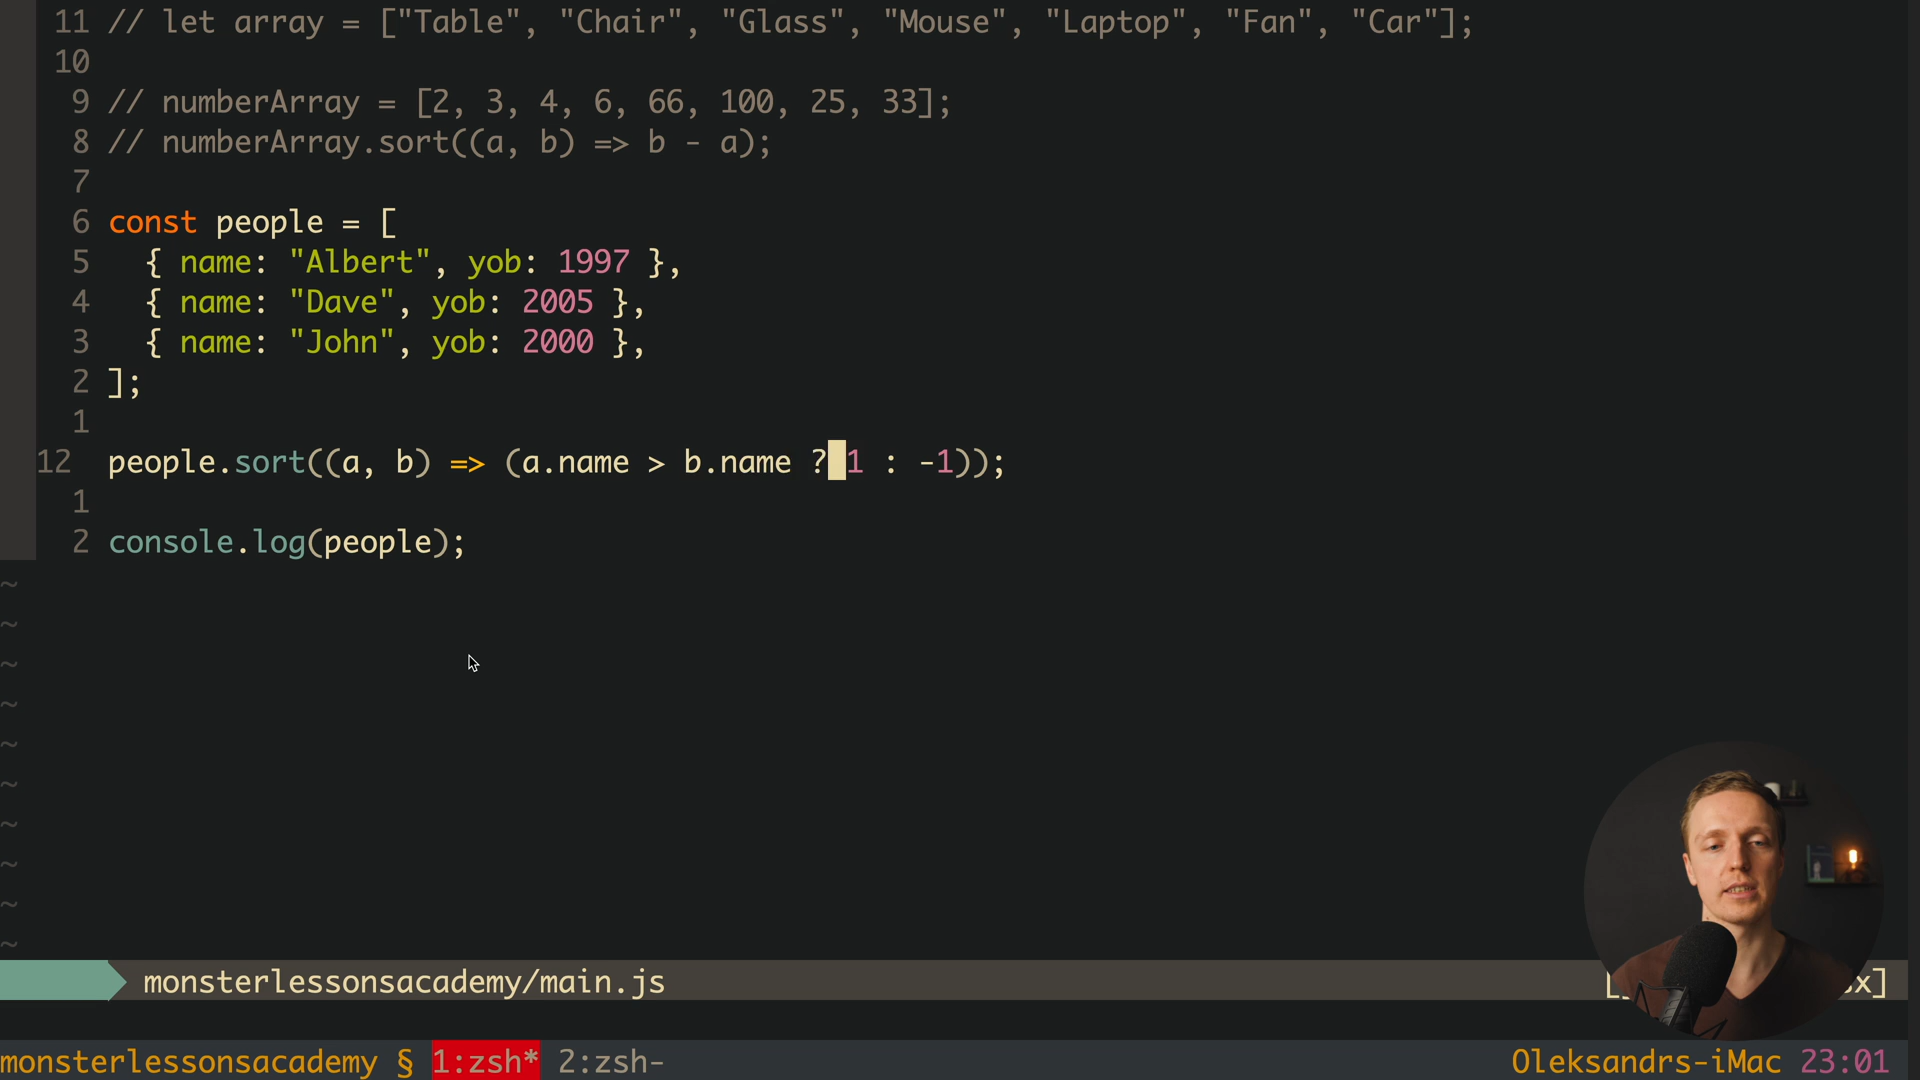 11 // let array = ["Table", "Chair", "Glass", "Mouse", "Laptop", "Fan", "Car"];
10
9 // numberArray = [2, 3, 4, 6, 66, 100, 25, 33];
8 // numberArray.sort((a, b) => b - a);
7
6 const people = [
5   { name: "Albert", yob: 1997 },
4   { name: "Dave", yob: 2005 },
3   { name: "John", yob: 2000 },
2 ];
1
12 people.sort((a, b) => (a.name > b.name ? 1 : -1));
1
2 console.log(people);
~
~
~
~
~
~
~
~
~
~
monsterlessonsacademy/main.js
monsterlessonsacademy § 1:zsh* 2:zsh- Oleksandrs-iMac 23:01